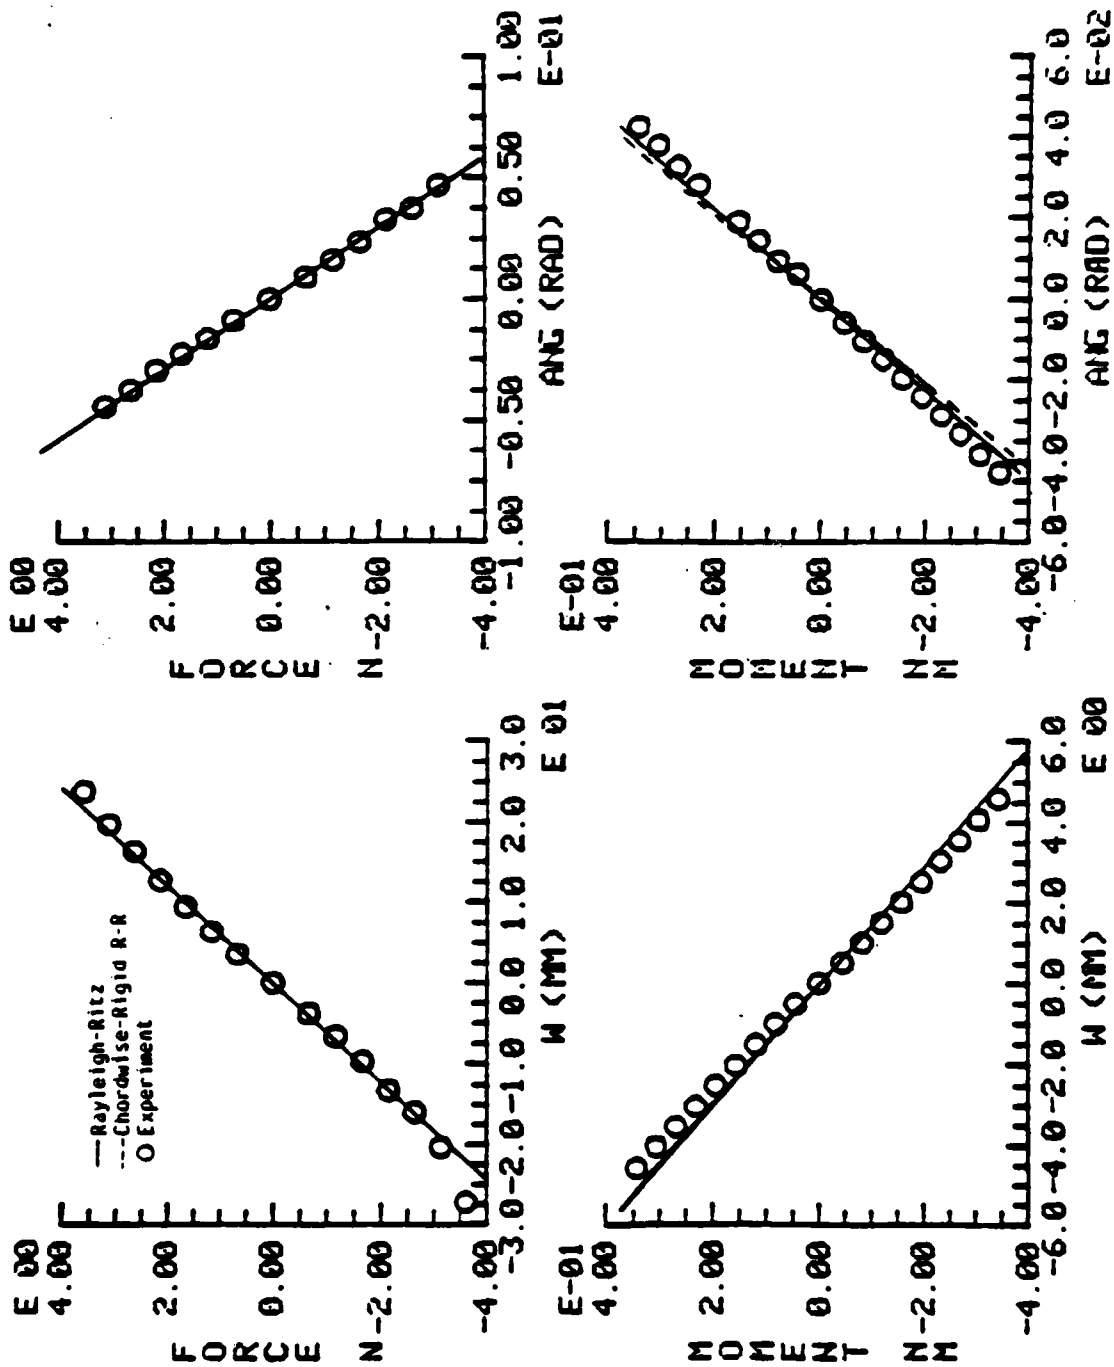 E 00
4.00
2.00
0.00
-2.00
-4.00
FORCE N
-3.0 -2.0 -1.0 0.0 1.0 2.0 3.0
W (MM) E 01
—Rayleigh-Ritz
---Chordwise-Rigid R-R
O Experiment
E 00
4.00
2.00
0.00
-2.00
-4.00
FORCE N
-1.00 -0.50 0.00 0.50 1.00
ANG (RAD) E-01
E-01
4.00
2.00
0.00
-2.00
-4.00
MOMENT NM
-6.0 -4.0 -2.0 0.0 2.0 4.0 6.0
W (MM) E 00
E-01
4.00
2.00
0.00
-2.00
-4.00
MOMENT NM
-6.0 -4.0 -2.0 0.0 2.0 4.0 6.0
ANG (RAD) E-02